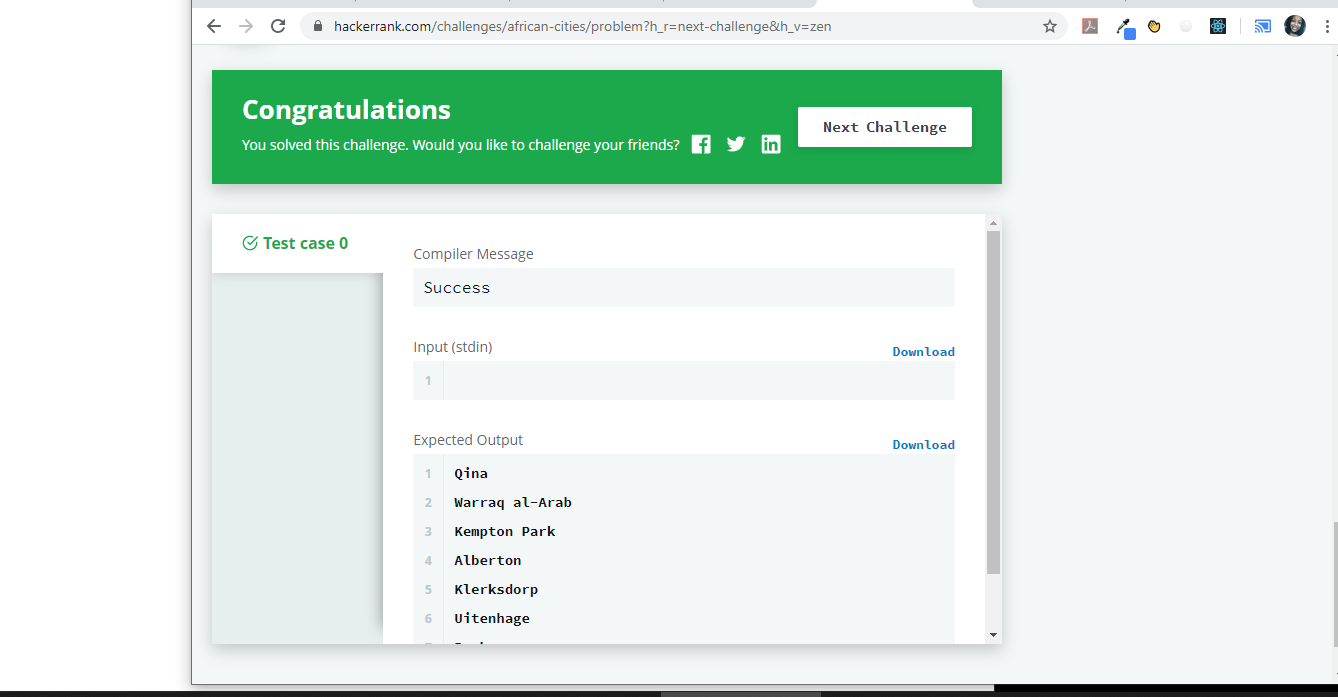 hackerrank.com/challenges/african-cities/problem?h_r=next-challenge&h_v=zen
Congratulations
You solved this challenge. Would you like to challenge your friends?
Next Challenge
Test case 0
Compiler Message
Success
Input (stdin)
Download
1
Expected Output
Download
1 Qina
2 Warraq al-Arab
3 Kempton Park
4 Alberton
5 Klerksdorp
6 Uitenhage